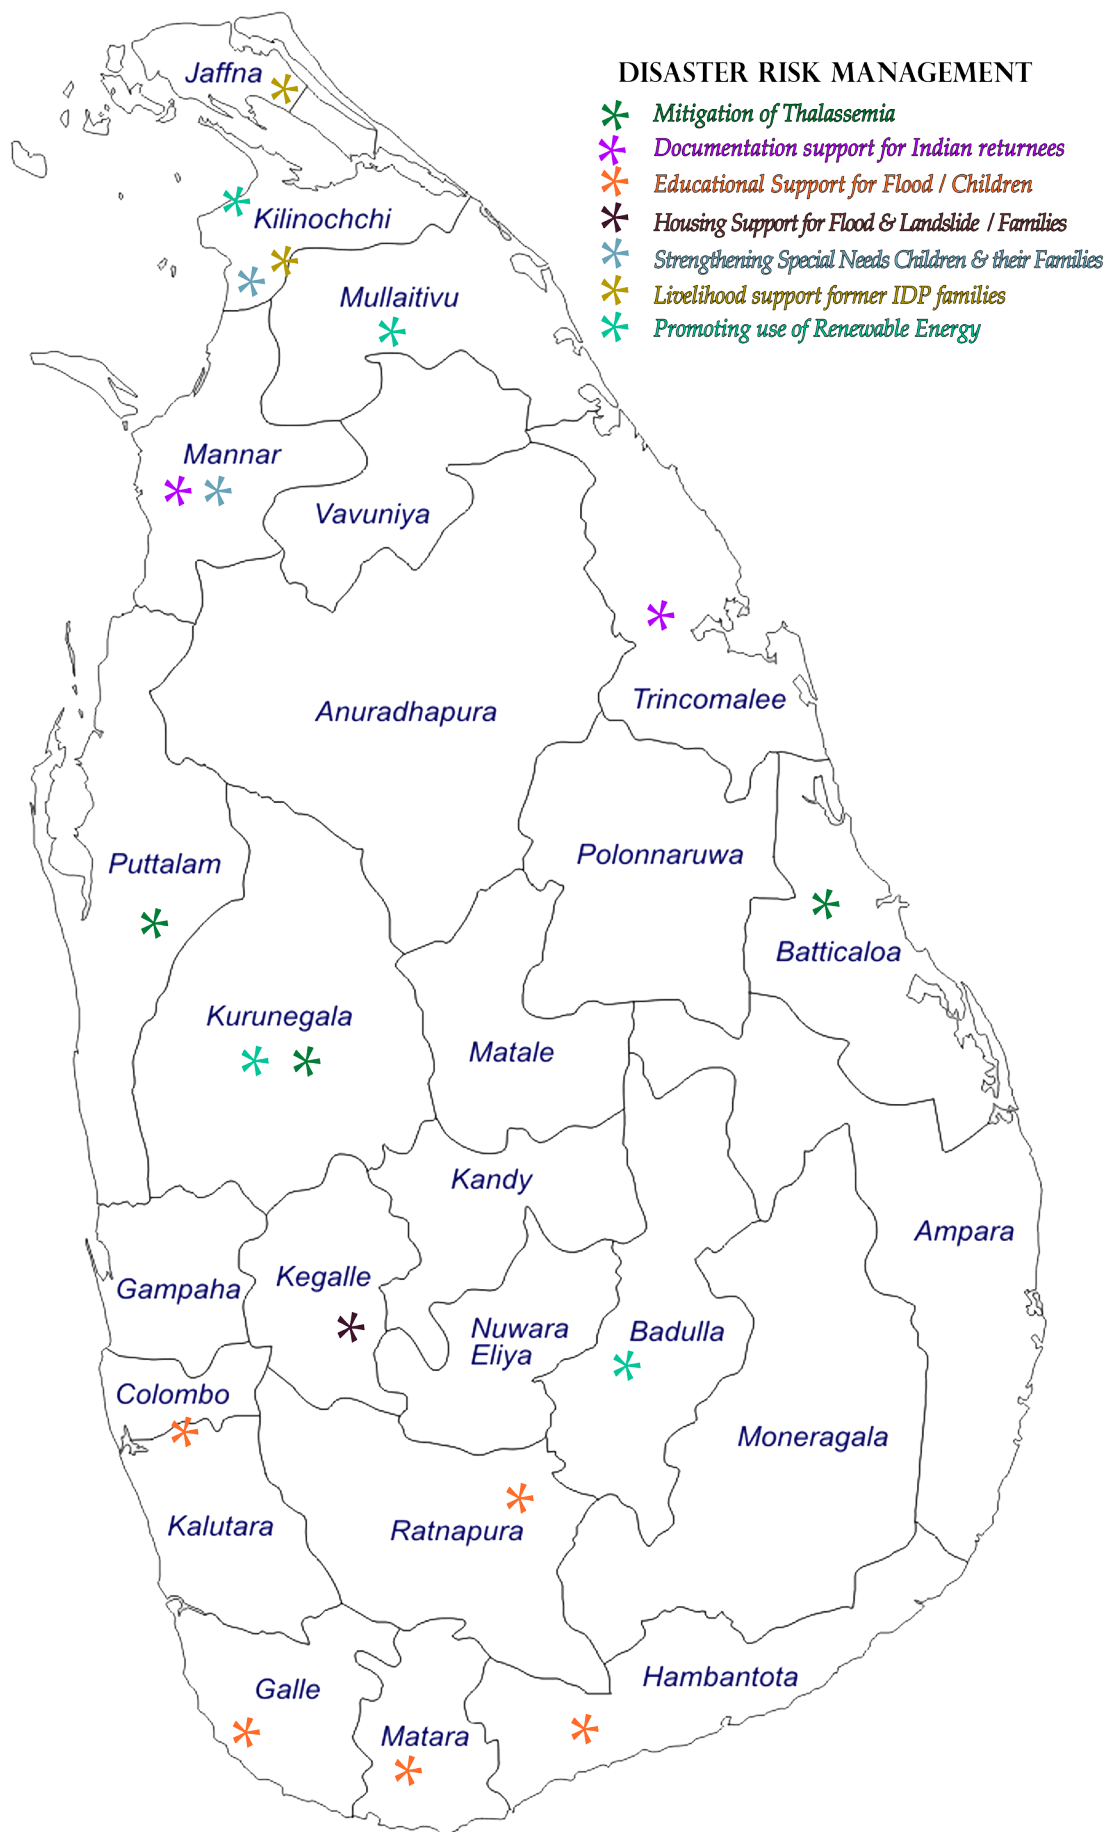 DISASTER RISK MANAGEMENT
Mitigation of Thalassemia
Documentation support for Indian returnees
Educational Support for Flood / Children
Housing Support for Flood & Landslide / Families
Strengthening Special Needs Children & their Families
Livelihood support former IDP families
Promoting use of Renewable Energy
Jaffna
Kilinochchi
Mullaitivu
Mannar
Vavuniya
Trincomalee
Anuradhapura
Polonnaruwa
Puttalam
Batticaloa
Kurunegala
Matale
Kandy
Ampara
Kegalle
Gampaha
Nuwara
Eliya
Badulla
Colombo
Moneragala
Kalutara
Ratnapura
Hambantota
Galle
Matara